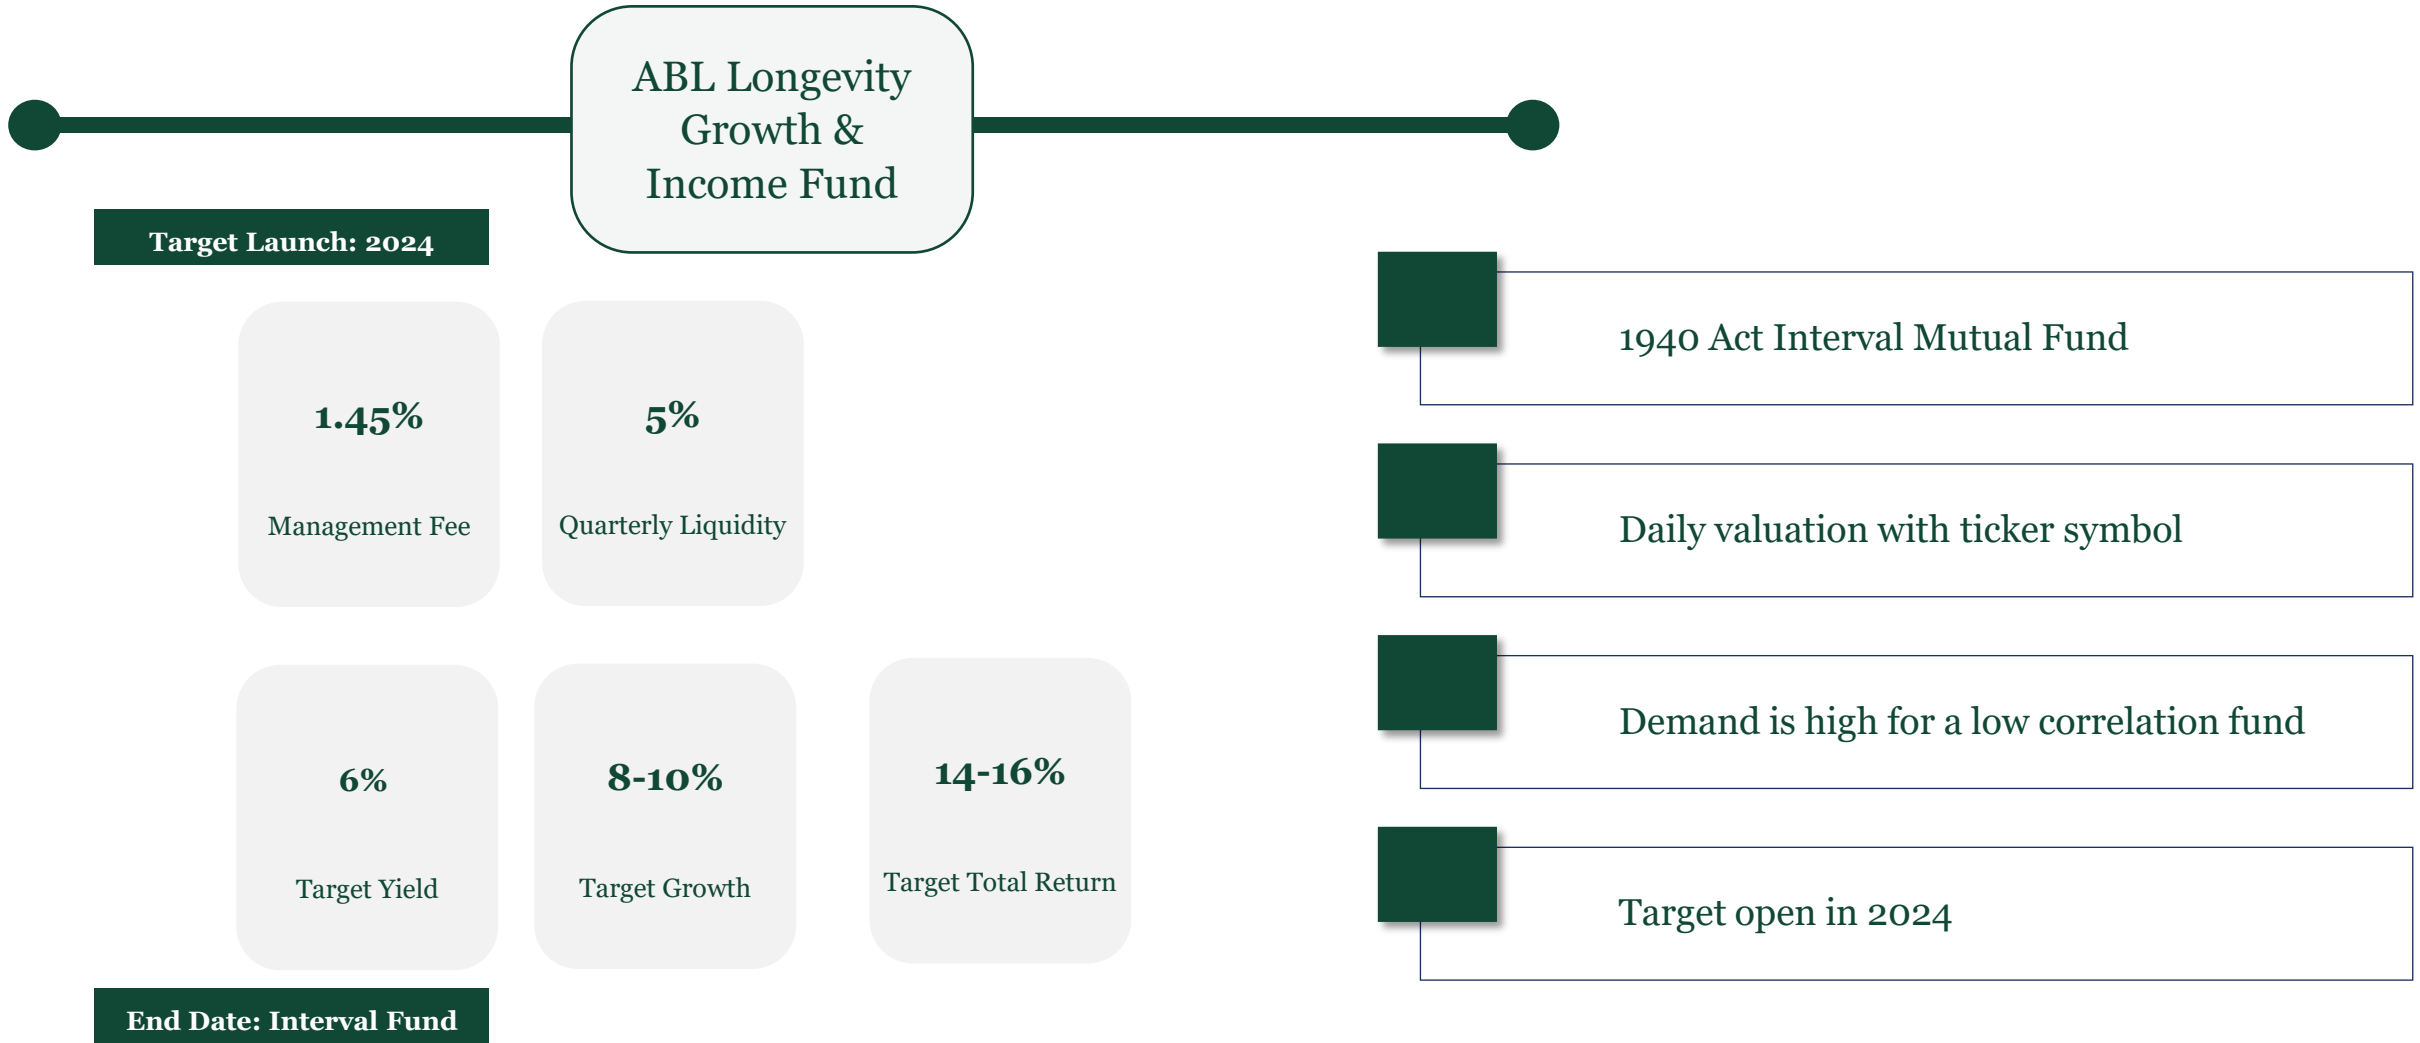 ABL Longevity
Growth &
Income Fund
Target Launch: 2024
1.45%
Management Fee
5%
Quarterly Liquidity
6%
Target Yield
8-10%
Target Growth
14-16%
Target Total Return
End Date: Interval Fund
1940 Act Interval Mutual Fund
Daily valuation with ticker symbol
Demand is high for a low correlation fund
Target open in 2024